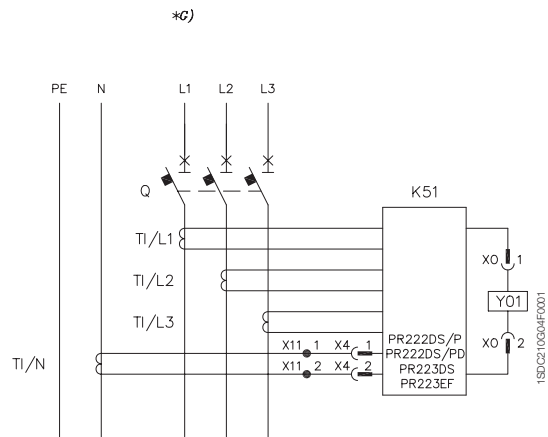 *G)
PE N L1 L2 L3
Q
K51
TI/L1
X0 1
TI/L2
Y01
TI/L3
X0 2
PR222DS/P
X11 1 X4 1
PR222DS/PD
TI/N
X11 2 X4 2
PR223DS
PR223EF
1SDC210G04F0001